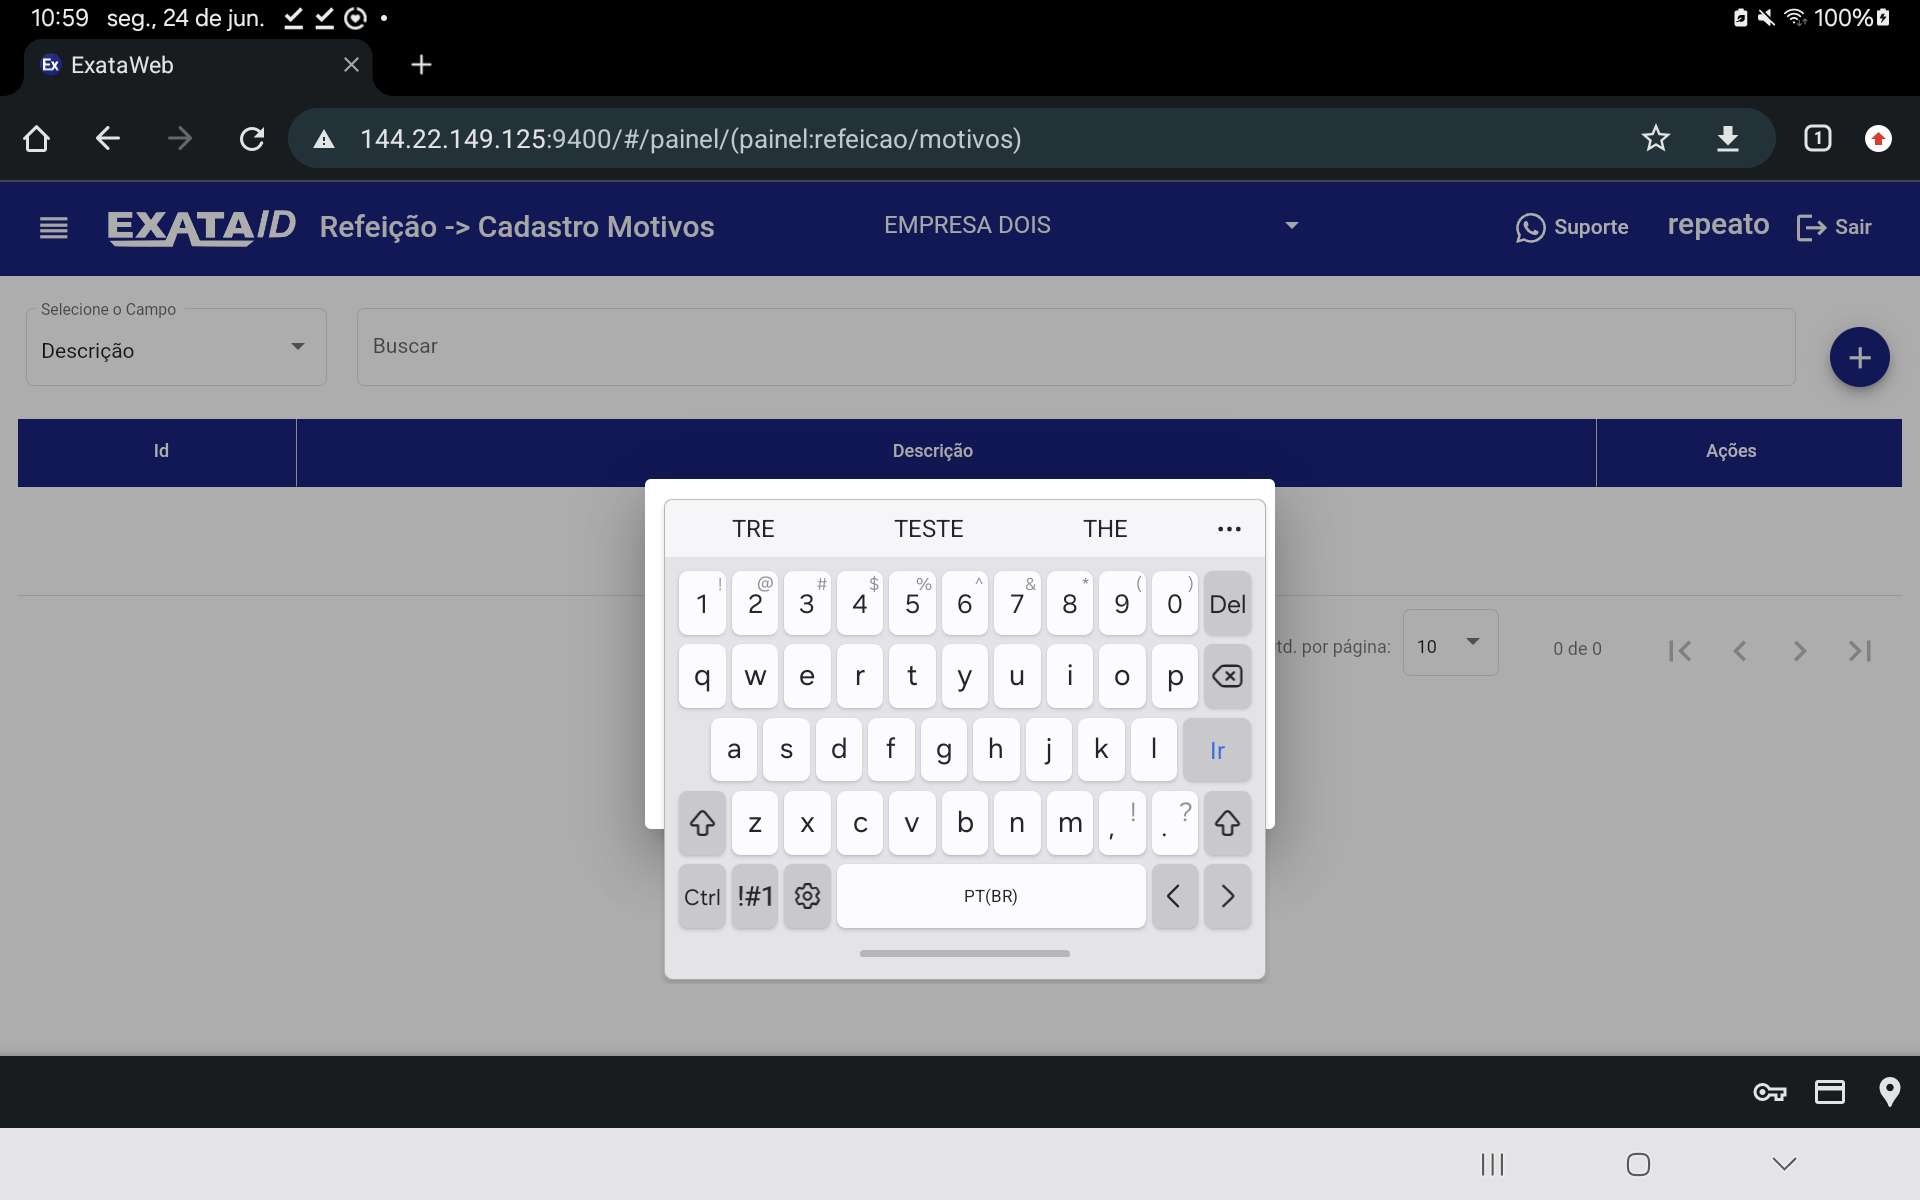 10:59 seg., 24 de jun. 100%
Ex ExataWeb
144.22.149.125:9400/#/painel/(painel:refeicao/motivos) 1
EXATAID Refeição -> Cadastro Motivos EMPRESA DOIS Suporte repeato Sair
Selecione o Campo
Descrição Buscar
Id Descrição Ações
td. por página: 10 0 de 0
TRE TESTE THE ...
! @ # $ % ^ & * ( )
1 2 3 4 5 6 7 8 9 0 Del
q w e r t y u i o p
a s d f g h j k l Ir
z x c v b n m , ! . ?
Ctrl !#1 PT(BR) < >